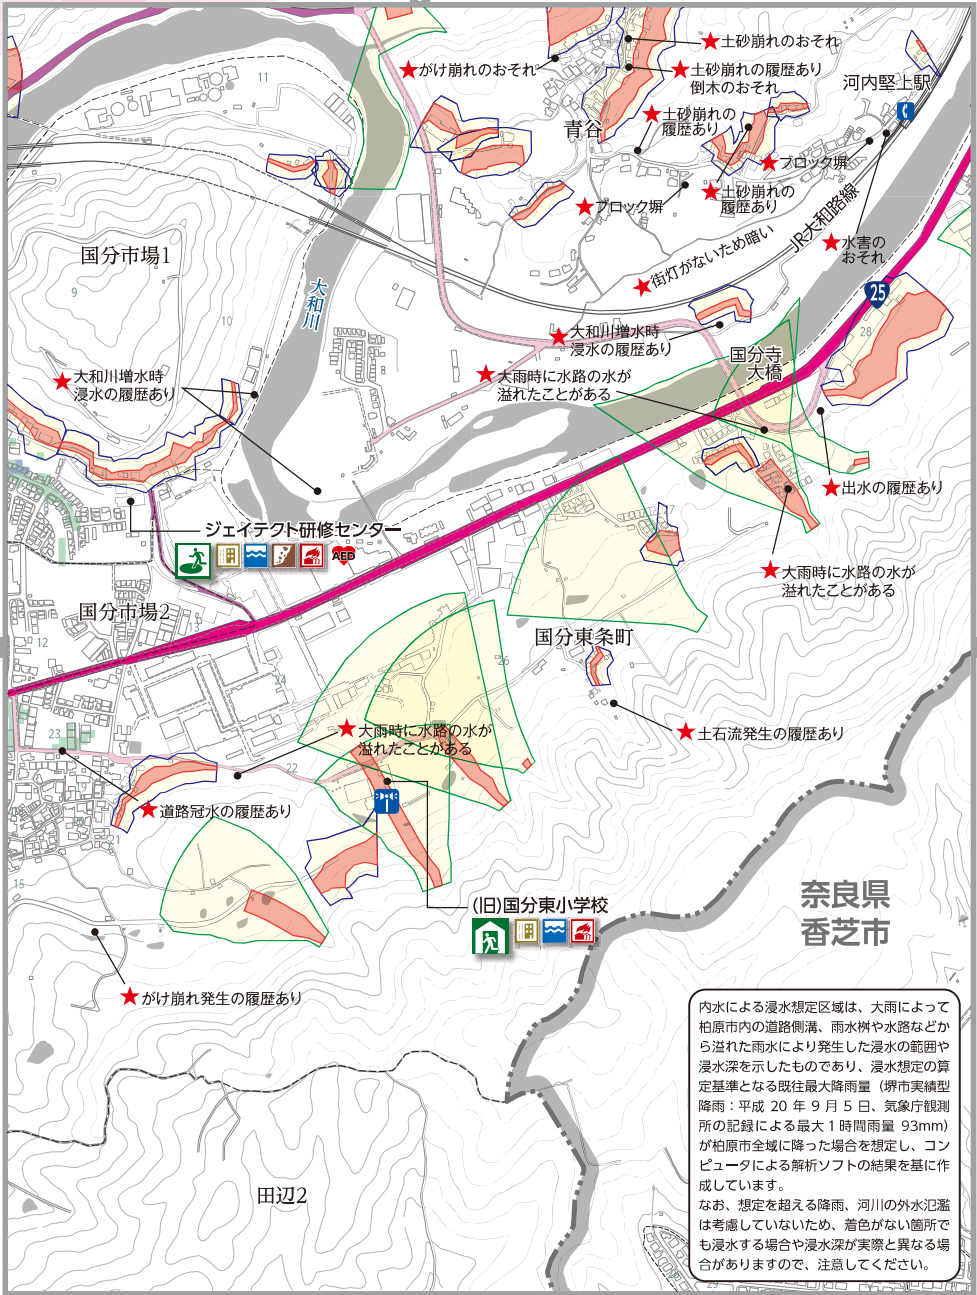 土砂崩れのおそれ
がけ崩れのおそれ
土砂崩れの履歴あり
倒木のおそれ
河内堅上駅
11
青谷
土砂崩れの
履歴あり
ブロック塀
土砂崩れの
履歴あり
ブロック塀
JR大和路線
水害の
おそれ
街灯がないため暗い
国分市場1
大和川
9
10
25
28
大和川増水時
浸水の履歴あり
国分寺
大橋
大雨時に水路の水が
溢れたことがある
大和川増水時
浸水の履歴あり
出水の履歴あり
27
ジェイテクト研修センター
AED
大雨時に水路の水が
溢れたことがある
国分市場2
13
12
国分東条町
26
24
大雨時に水路の水が
溢れたことがある
土石流発生の履歴あり
23
22
道路冠水の履歴あり
15
(旧)国分東小学校
奈良県
香芝市
がけ崩れ発生の履歴あり
内水による浸水想定区域は、大雨によって
柏原市内の道路側溝、雨水桝や水路などか
ら溢れた雨水により発生した浸水の範囲や
浸水深を示したものであり、浸水想定の算
定基準となる既往最大降雨量（堺市実績型
降雨：平成 20 年 9 月 5 日、気象庁観測
所の記録による最大 1 時間雨量 93mm）
が柏原市全域に降った場合を想定し、コン
ピュータによる解析ソフトの結果を基に作
成しています。
なお、想定を超える降雨、河川の外水氾濫
は考慮していないため、着色がない箇所で
も浸水する場合や浸水深が実際と異なる場
合がありますので、注意してください。
田辺2
29